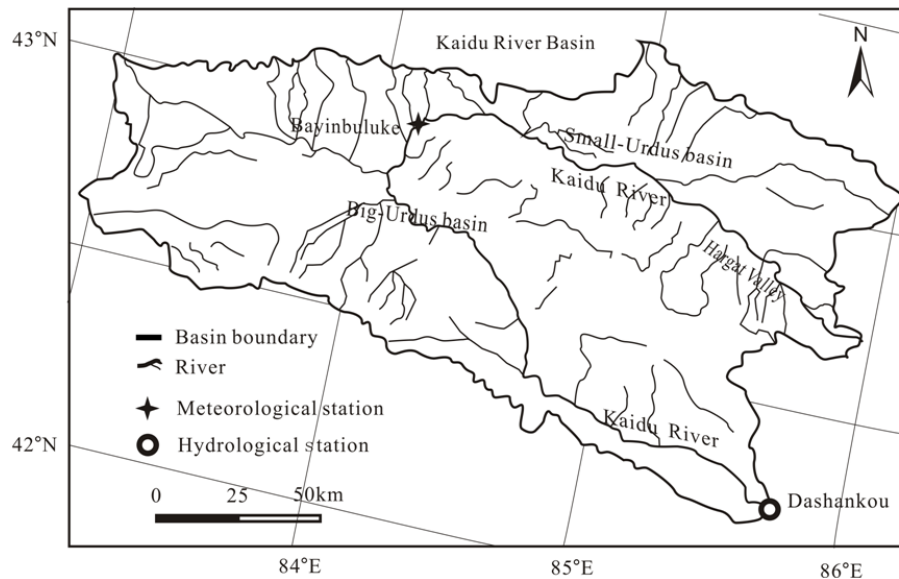 43°N
Kaidu River Basin
N
Bayinbuluke
Small-Urdus basin
Kaidu River
Big-Urdus basin
Hargat Valley
Basin boundary
River
Meteorological station
Hydrological station
42°N
Kaidu River
0 25 50km
Dashankou
84°E 85°E 86°E